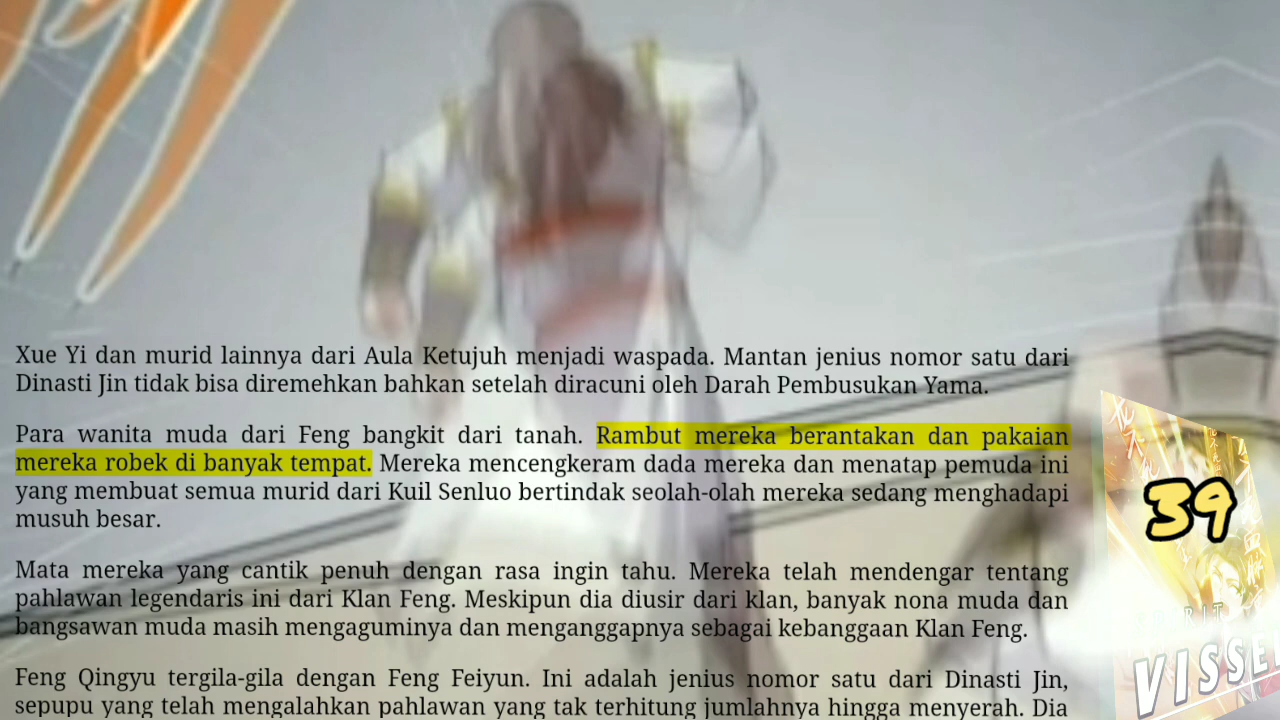 Xue Yi dan murid lainnya dari Aula Ketujuh menjadi waspada. Mantan jenius nomor satu dari
Dinasti Jin tidak bisa diremehkan bahkan setelah diracuni oleh Darah Pembusukan Yama.
Para wanita muda dari Feng bangkit dari tanah. Rambut mereka berantakan dan pakaian
mereka robek di banyak tempat. Mereka mencengkeram dada mereka dan menatap pemuda ini
yang membuat semua murid dari Kuil Senluo bertindak seolah-olah mereka sedang menghadapi
musuh besar.
Mata mereka yang cantik penuh dengan rasa ingin tahu. Mereka telah mendengar tentang
pahlawan legendaris ini dari Klan Feng. Meskipun dia diusir dari klan, banyak nona muda dan
bangsawan muda masih mengaguminya dan menganggapnya sebagai kebanggaan Klan Feng.
Feng Qingyu tergila-gila dengan Feng Feiyun. Ini adalah jenius nomor satu dari Dinasti Jin,
sepupu yang telah mengalahkan pahlawan yang tak terhitung jumlahnya hingga menyerah. Dia
39